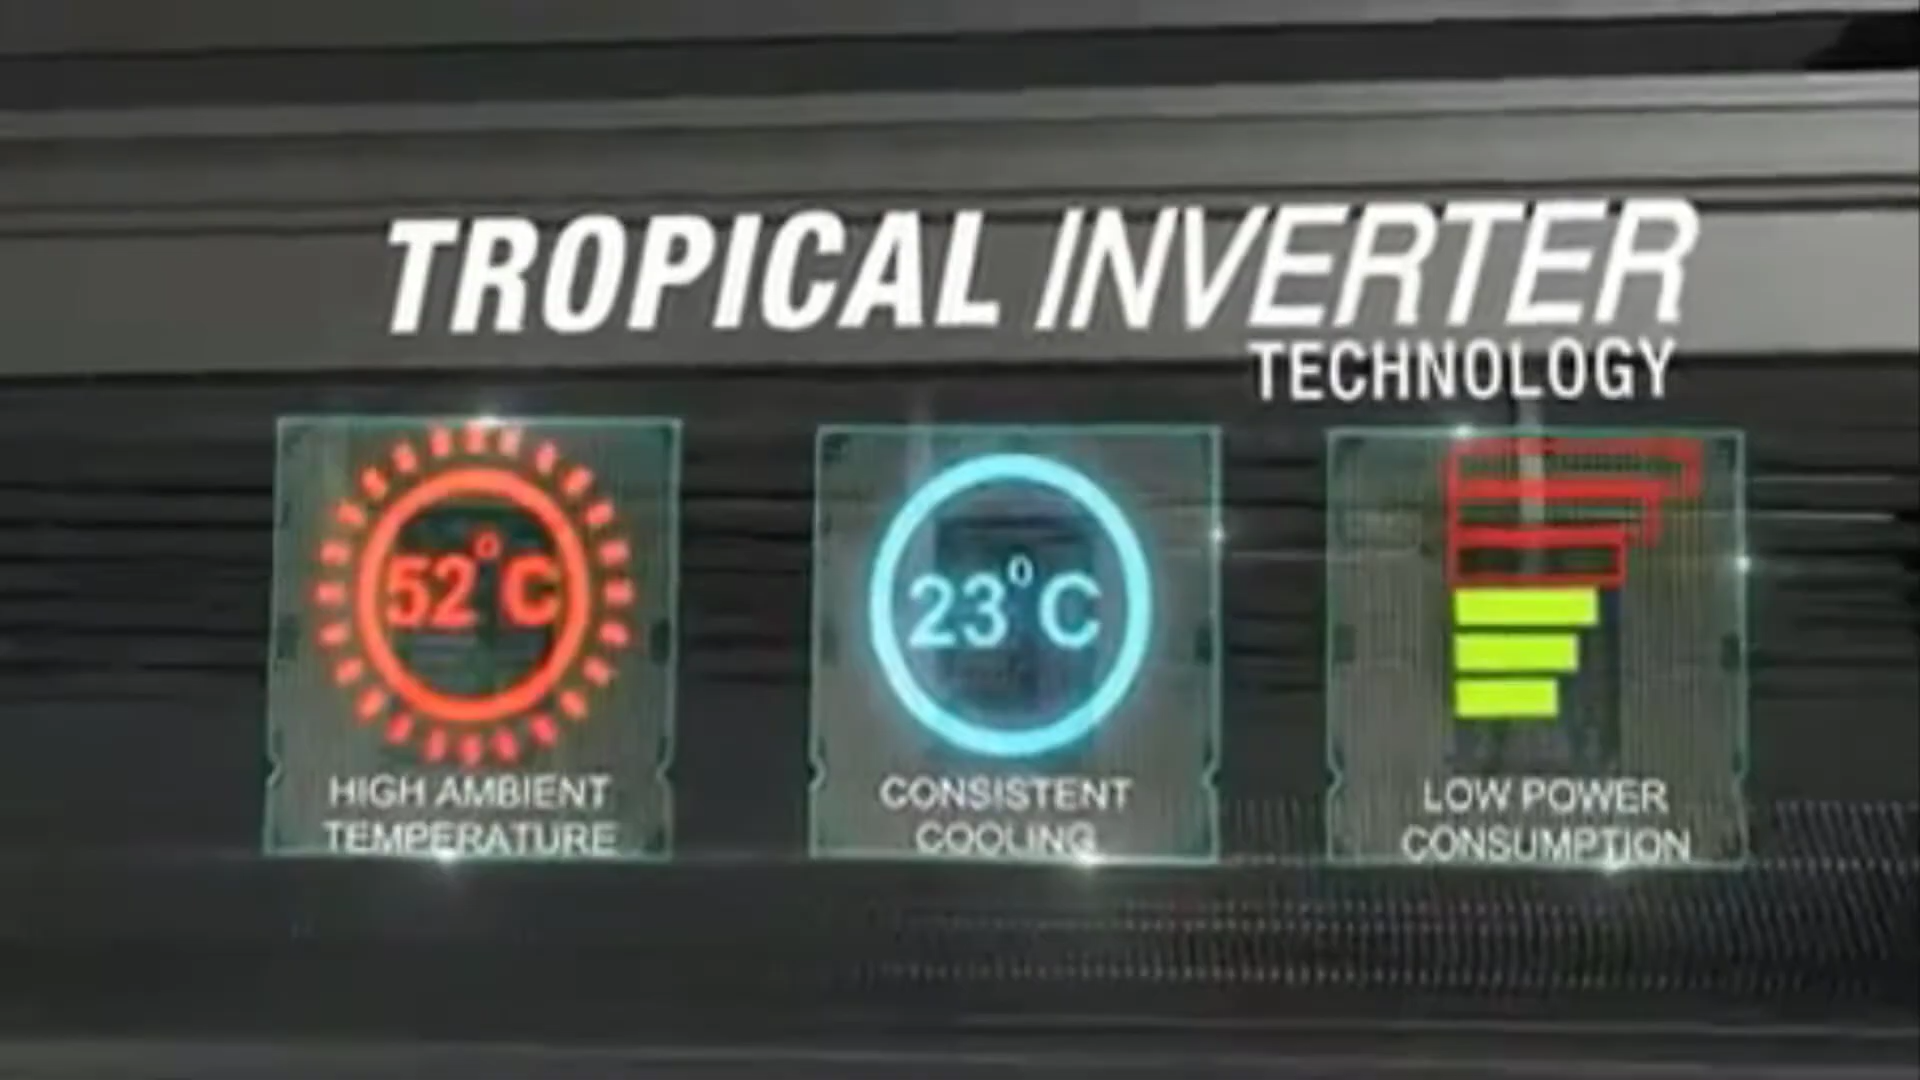 TROPICAL INVERTER
TECHNOLOGY
52°C
23°C
HIGH AMBIENT
TEMPERATURE
CONSISTENT
COOLING
LOW POWER
CONSUMPTION